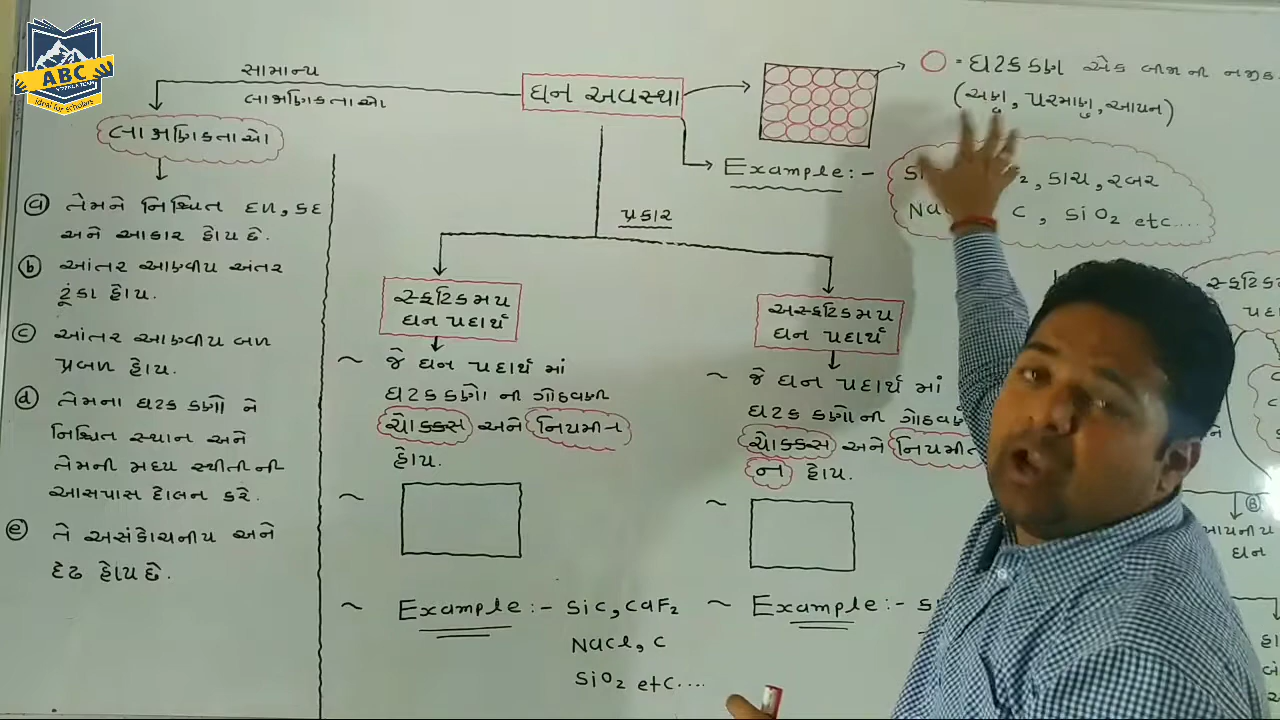 ABC
ideal for scholars
સામાન્ય
લાક્ષણિકતાઓ
ઘન અવસ્થા
= ઘટકકણ એક બીજાની નજીક
(અણુ, પરમાણુ, આયન)
લાક્ષણિકતાઓ
Example:-
, કાચ, રબર
C, SiO2 etc....
પ્રકાર
ⓐ તેમને નિશ્ચિત દળ, કદ
અને આકાર હોય છે.
ⓑ આંતર આણ્વીય અંતર
ટૂંકા હોય.
ⓒ આંતર આણ્વીય બળ
પ્રબળ હોય.
ⓓ તેમના ઘટક કણો ને
નિશ્ચિત સ્થાન અને
તેમની મધ્ય સ્થીતી ની
આસપાસ દોલન કરે.
ⓔ તે અસંકોચનીય અને
દૃઢ હોય છે.
સ્ફટિકમય
ઘન પદાર્થ
~ જે ઘન પદાર્થ માં
ઘટક કણો ની ગોઠવણી
ચોક્કસ અને નિયમીત
હોય.
~
~ Example:- SiC, CaF2
NaCl, C
SiO2 etc....
અસ્ફટિકમય
ઘન પદાર્થ
~ જે ઘન પદાર્થ માં
ઘટક કણોની ગોઠવણ
ચોક્કસ અને નિયમીત
ન હોય.
~
~ Example:-
Ⓑ
ઘન